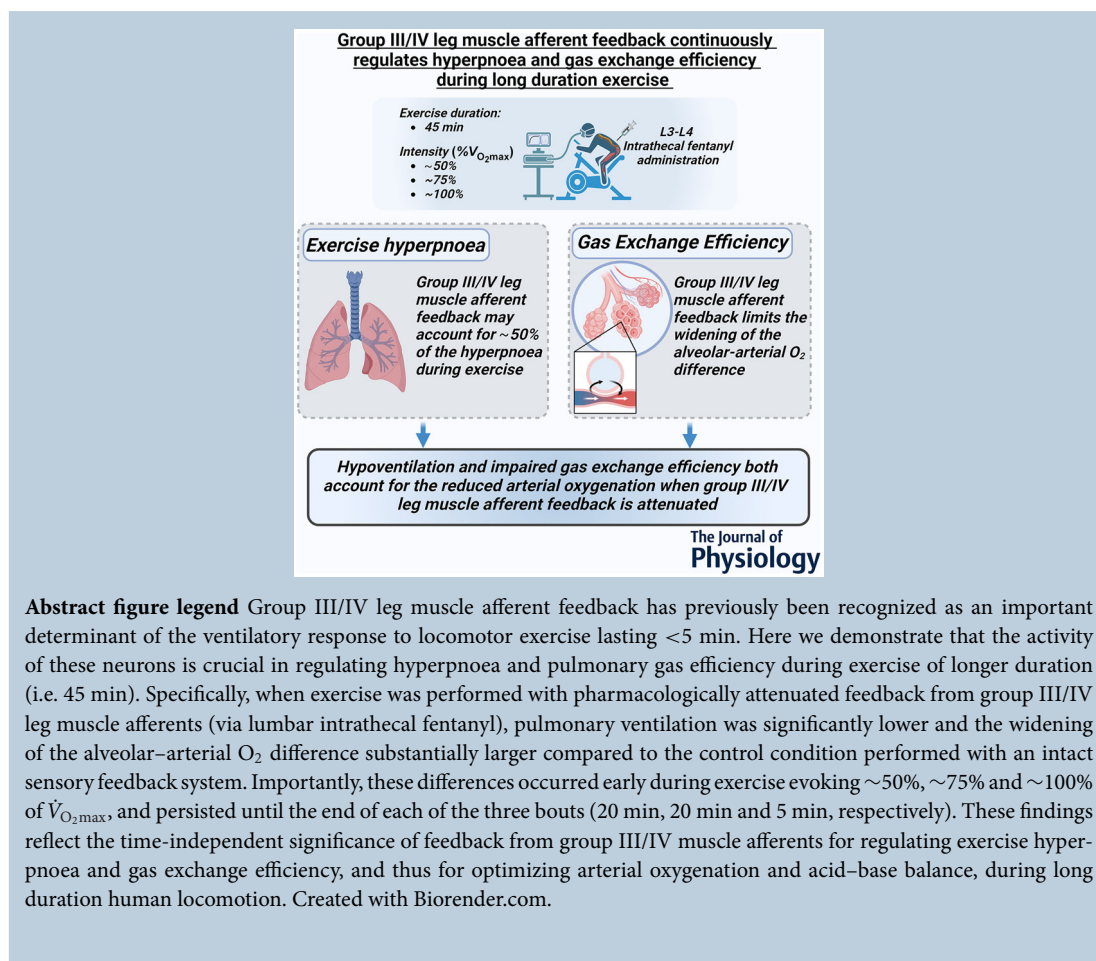 Group III/IV leg muscle afferent feedback continuously
regulates hyperpnoea and gas exchange efficiency
during long duration exercise
Exercise duration:
• 45 min
Intensity (%V̇O₂max)
• ~50%
• ~75%
• ~100%
L3-L4
Intrathecal fentanyl
administration
Exercise hyperpnoea
Group III/IV leg
muscle afferent
feedback may
account for ~50%
of the hyperpnoea
during exercise
Gas Exchange Efficiency
Group III/IV leg
muscle afferent
feedback limits the
widening of the
alveolar-arterial O₂
difference
Hypoventilation and impaired gas exchange efficiency both
account for the reduced arterial oxygenation when group III/IV
leg muscle afferent feedback is attenuated
The Journal of
Physiology
Abstract figure legend Group III/IV leg muscle afferent feedback has previously been recognized as an important
determinant of the ventilatory response to locomotor exercise lasting <5 min. Here we demonstrate that the activity
of these neurons is crucial in regulating hyperpnoea and pulmonary gas efficiency during exercise of longer duration
(i.e. 45 min). Specifically, when exercise was performed with pharmacologically attenuated feedback from group III/IV
leg muscle afferents (via lumbar intrathecal fentanyl), pulmonary ventilation was significantly lower and the widening
of the alveolar–arterial O₂ difference substantially larger compared to the control condition performed with an intact
sensory feedback system. Importantly, these differences occurred early during exercise evoking ∼50%, ∼75% and ∼100%
of V̇O₂max, and persisted until the end of each of the three bouts (20 min, 20 min and 5 min, respectively). These findings
reflect the time-independent significance of feedback from group III/IV muscle afferents for regulating exercise hyper-
pnoea and gas exchange efficiency, and thus for optimizing arterial oxygenation and acid–base balance, during long
duration human locomotion. Created with Biorender.com.